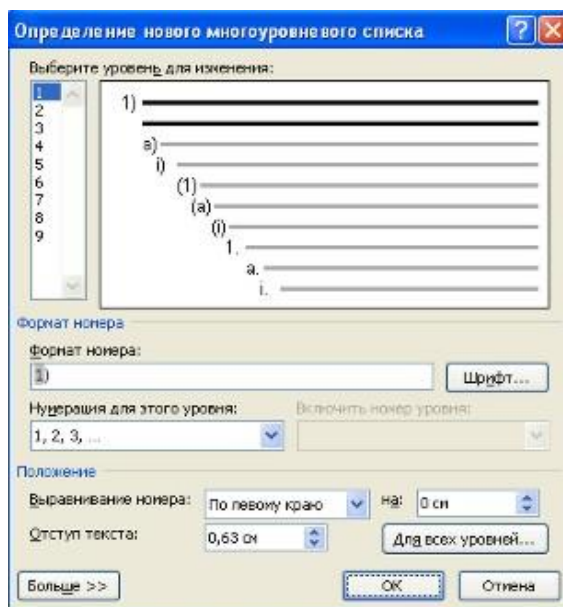 Определение нового многоуровневого списка
Выберите уровень для изменения:
1
2
3
4
5
6
7
8
9
1)
a)
i)
(1)
(a)
(i)
1.
a.
i.
Формат номера
Формат номера:
1)
Шрифт...
Нумерация для этого уровня: Включить номер уровня:
1, 2, 3, ...
Положение
Выравнивание номера: По левому краю на: 0 см
Отступ текста: 0,63 см Для всех уровней...
Больше >> ОК Отмена